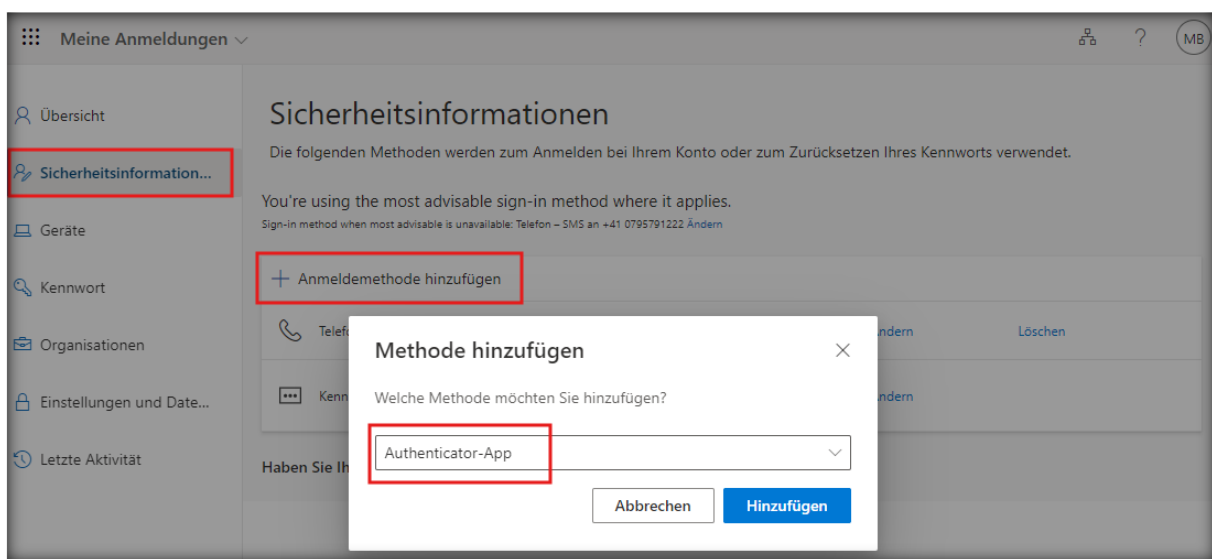 Meine Anmeldungen
?
MB
Übersicht
Sicherheitsinformation...
Geräte
Kennwort
Organisationen
Einstellungen und Date...
Letzte Aktivität
Sicherheitsinformationen
Die folgenden Methoden werden zum Anmelden bei Ihrem Konto oder zum Zurücksetzen Ihres Kennworts verwendet.
You're using the most advisable sign-in method where it applies.
Sign-in method when most advisable is unavailable: Telefon – SMS an +41 0795791222 Ändern
+ Anmeldemethode hinzufügen
Telefo
Ändern Löschen
Kenn
Ändern
Haben Sie Ih
Methode hinzufügen
Welche Methode möchten Sie hinzufügen?
Authenticator-App
Abbrechen Hinzufügen